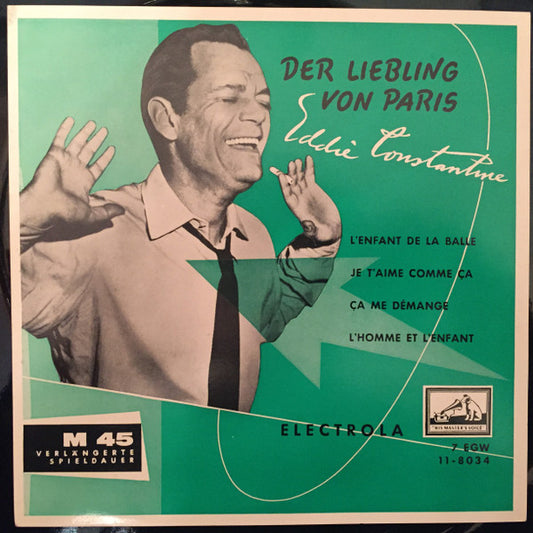 DER LIEBLING
VON PARIS
Eddie Constantine
L'ENFANT DE LA BALLE
JE T'AIME COMME ÇA
ÇA ME DÉMANGE
L'HOMME ET L'ENFANT
ELECTROLA
"HIS MASTER'S VOICE"
7 EGW
11-8034
M 45
VERLÄNGERTE
SPIELDAUER